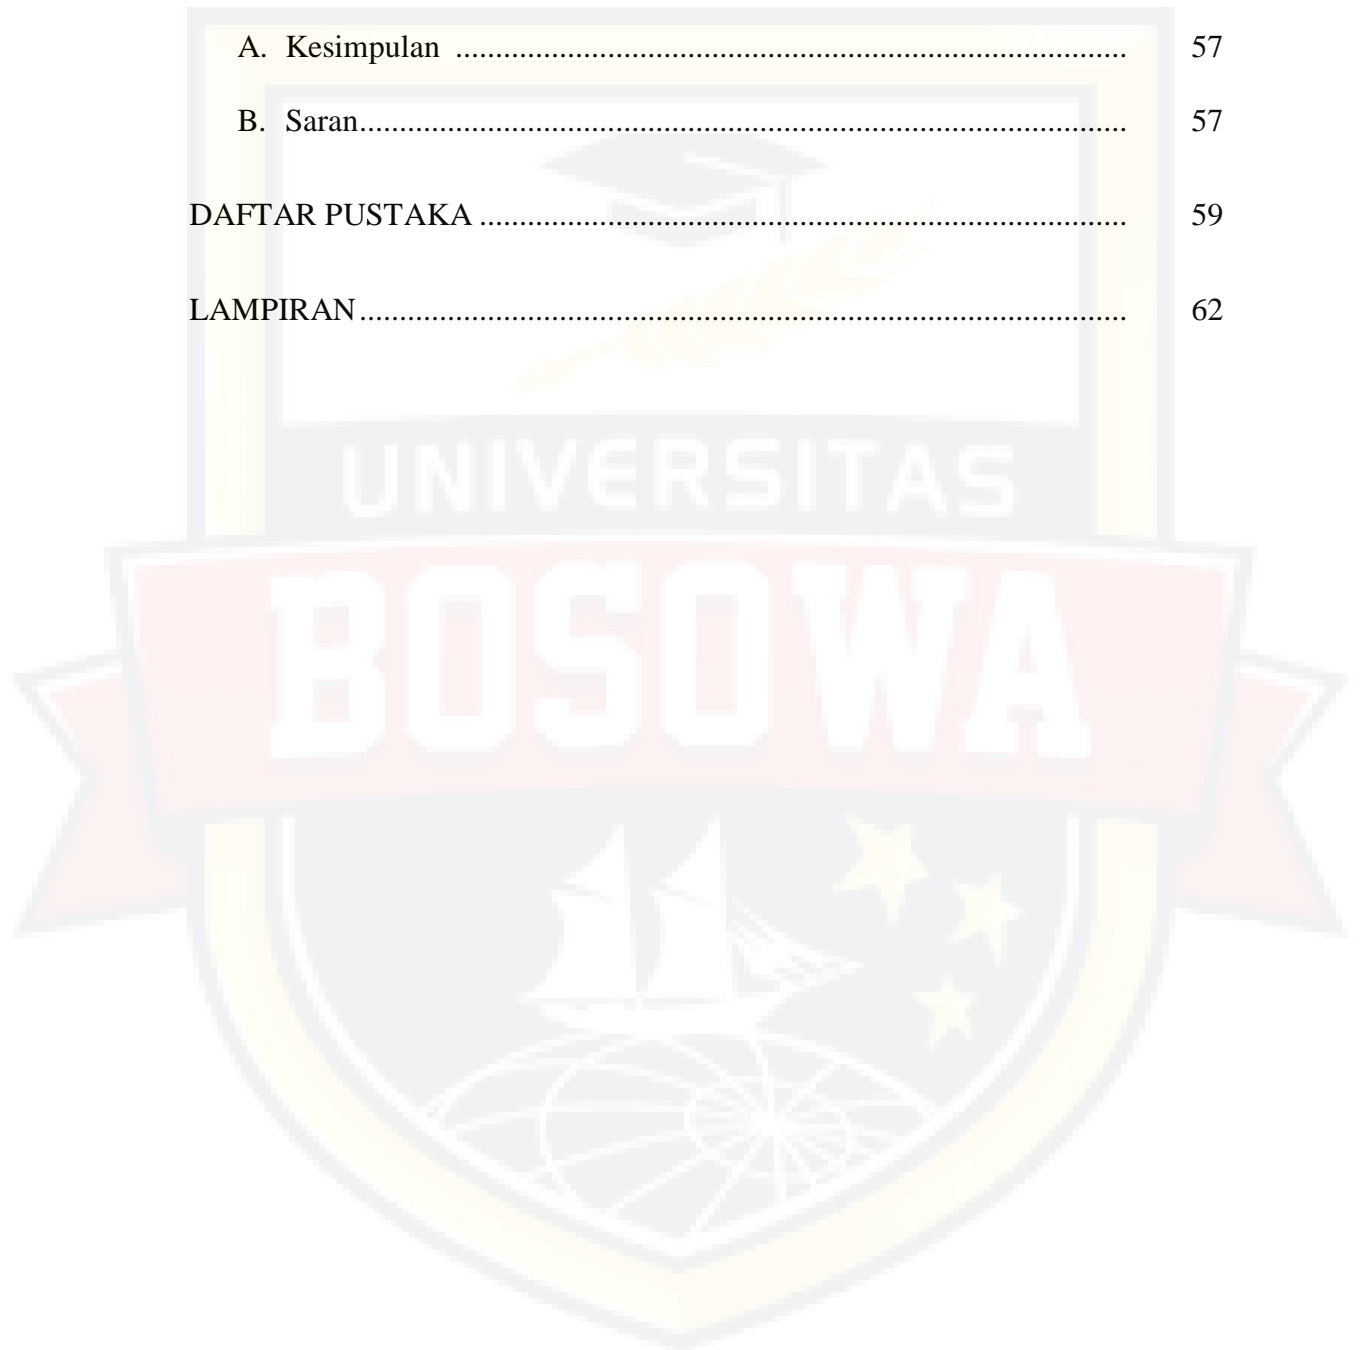 A. Kesimpulan .................................................................................... 57
B. Saran................................................................................................ 57
DAFTAR PUSTAKA ................................................................................. 59
LAMPIRAN................................................................................................ 62
UNIVERSITAS
BOSOWA